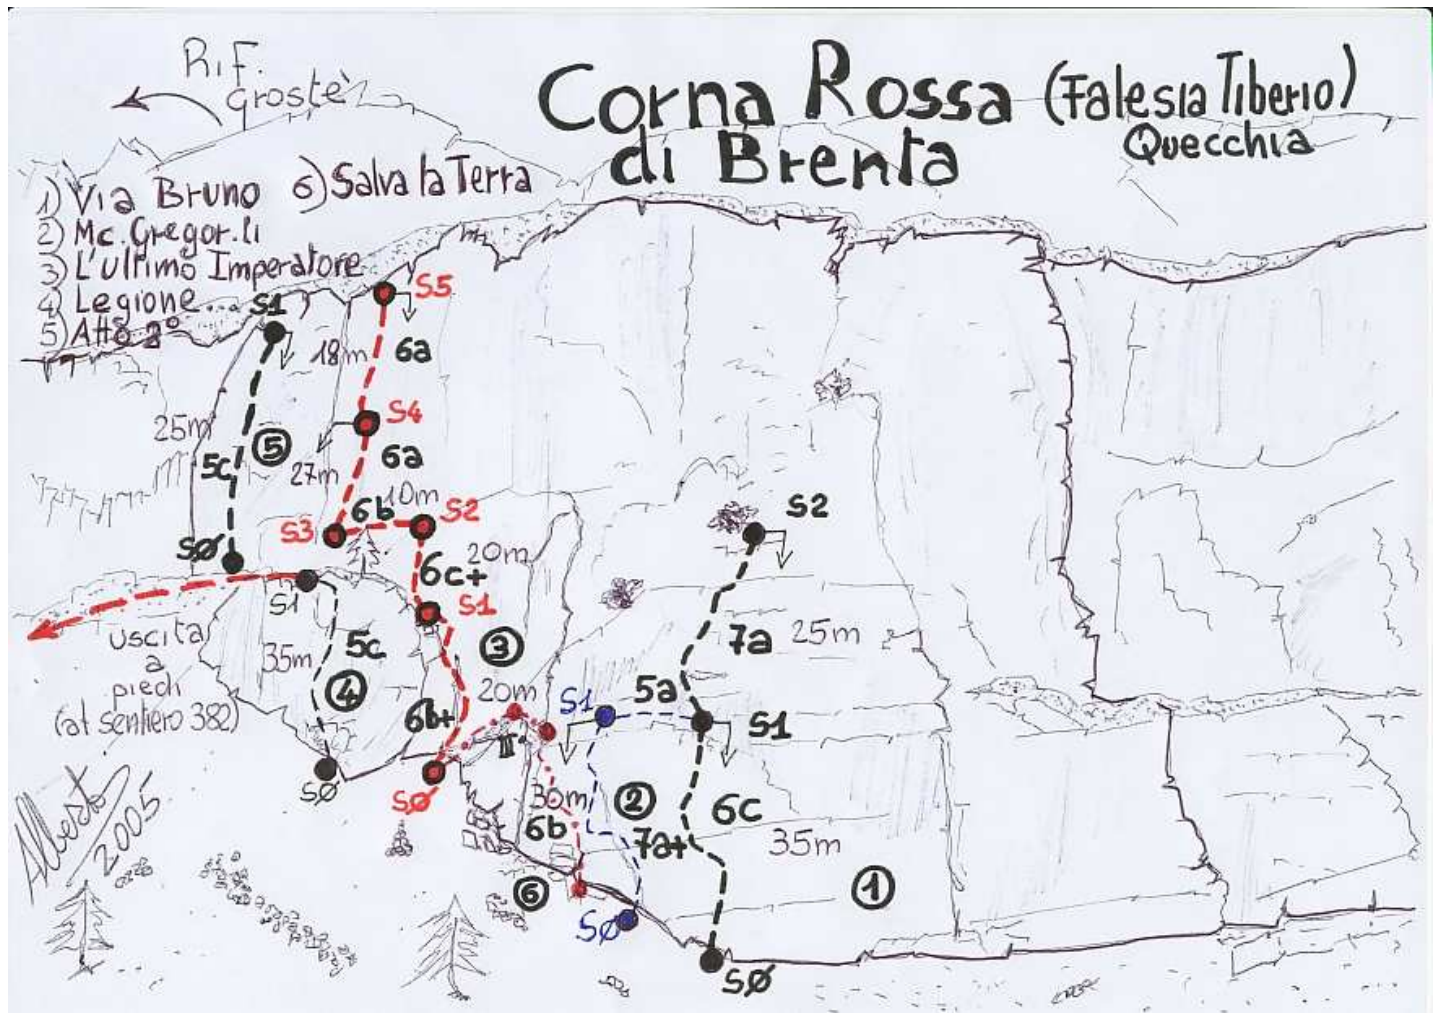 R.F.
Grostè
Corna Rossa (Falesia Tiberio)
di Brenta Quecchia
1) Via Bruno 6) Salva la Terra
2) Mc.Gregor.li
3) L'ultimo Imperatore
4) Legione...
5) Atto 2°
S1
S5
18m
6a
S4
25m
5
5c
27m
6a
10m
6b
S2
S3
SØ
S2
20m
6c+
S1
S1
uscita
a
piedi
(al sentiero 382)
35m
5c
4
3
7a
25m
20m
6b+
S1
5a
S1
SØ
SØ
30m
6b
2
7a+
6c
35m
6
1
SØ
SØ
Alberto
2005